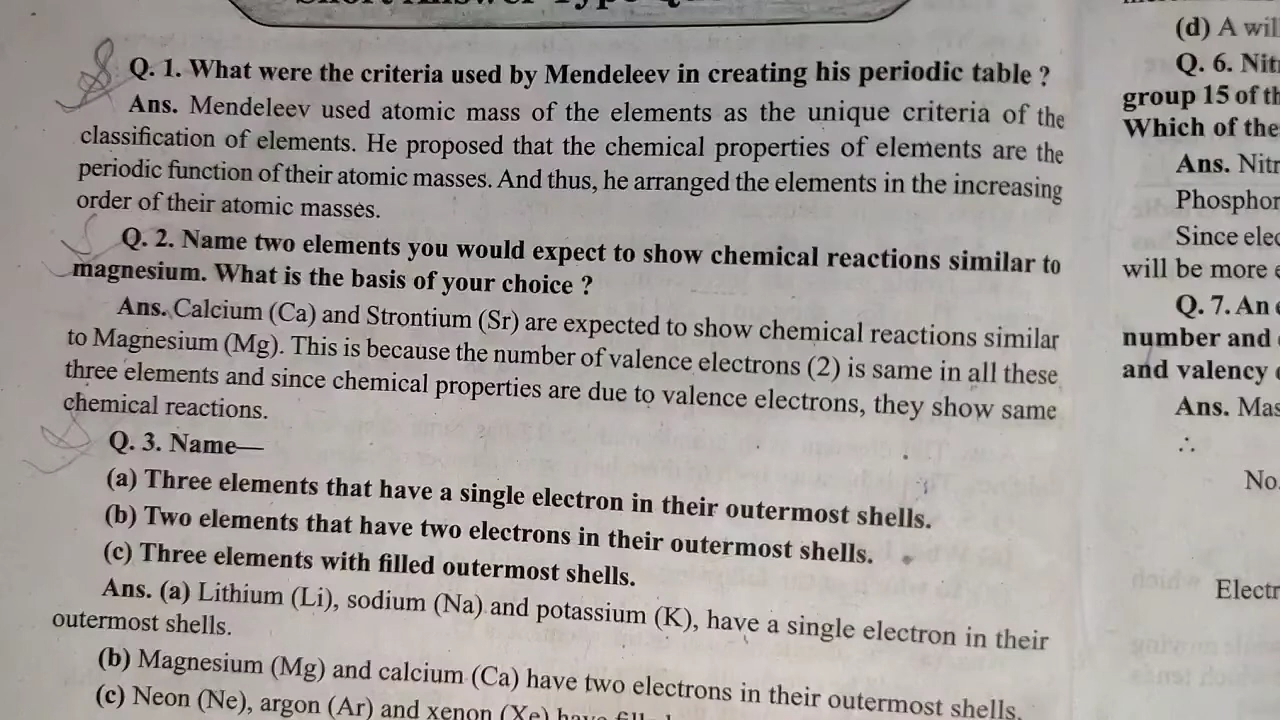 Short Answer Type
Q. 1. What were the criteria used by Mendeleev in creating his periodic table ?
Ans. Mendeleev used atomic mass of the elements as the unique criteria of the
classification of elements. He proposed that the chemical properties of elements are the
periodic function of their atomic masses. And thus, he arranged the elements in the increasing
order of their atomic masses.
Q. 2. Name two elements you would expect to show chemical reactions similar to
magnesium. What is the basis of your choice ?
Ans. Calcium (Ca) and Strontium (Sr) are expected to show chemical reactions similar
to Magnesium (Mg). This is because the number of valence electrons (2) is same in all these
three elements and since chemical properties are due to valence electrons, they show same
chemical reactions.
Q. 3. Name—
(a) Three elements that have a single electron in their outermost shells.
(b) Two elements that have two electrons in their outermost shells.
(c) Three elements with filled outermost shells.
Ans. (a) Lithium (Li), sodium (Na) and potassium (K), have a single electron in their
outermost shells.
(b) Magnesium (Mg) and calcium (Ca) have two electrons in their outermost shells.
(c) Neon (Ne), argon (Ar) and xenon (Xe) have
(d) A wil
Q. 6. Nit
group 15 of th
Which of the
Ans. Nitr
Phosphor
Since elec
will be more e
Q. 7. An
number and
and valency
Ans. Mas
∴
No.
Electr